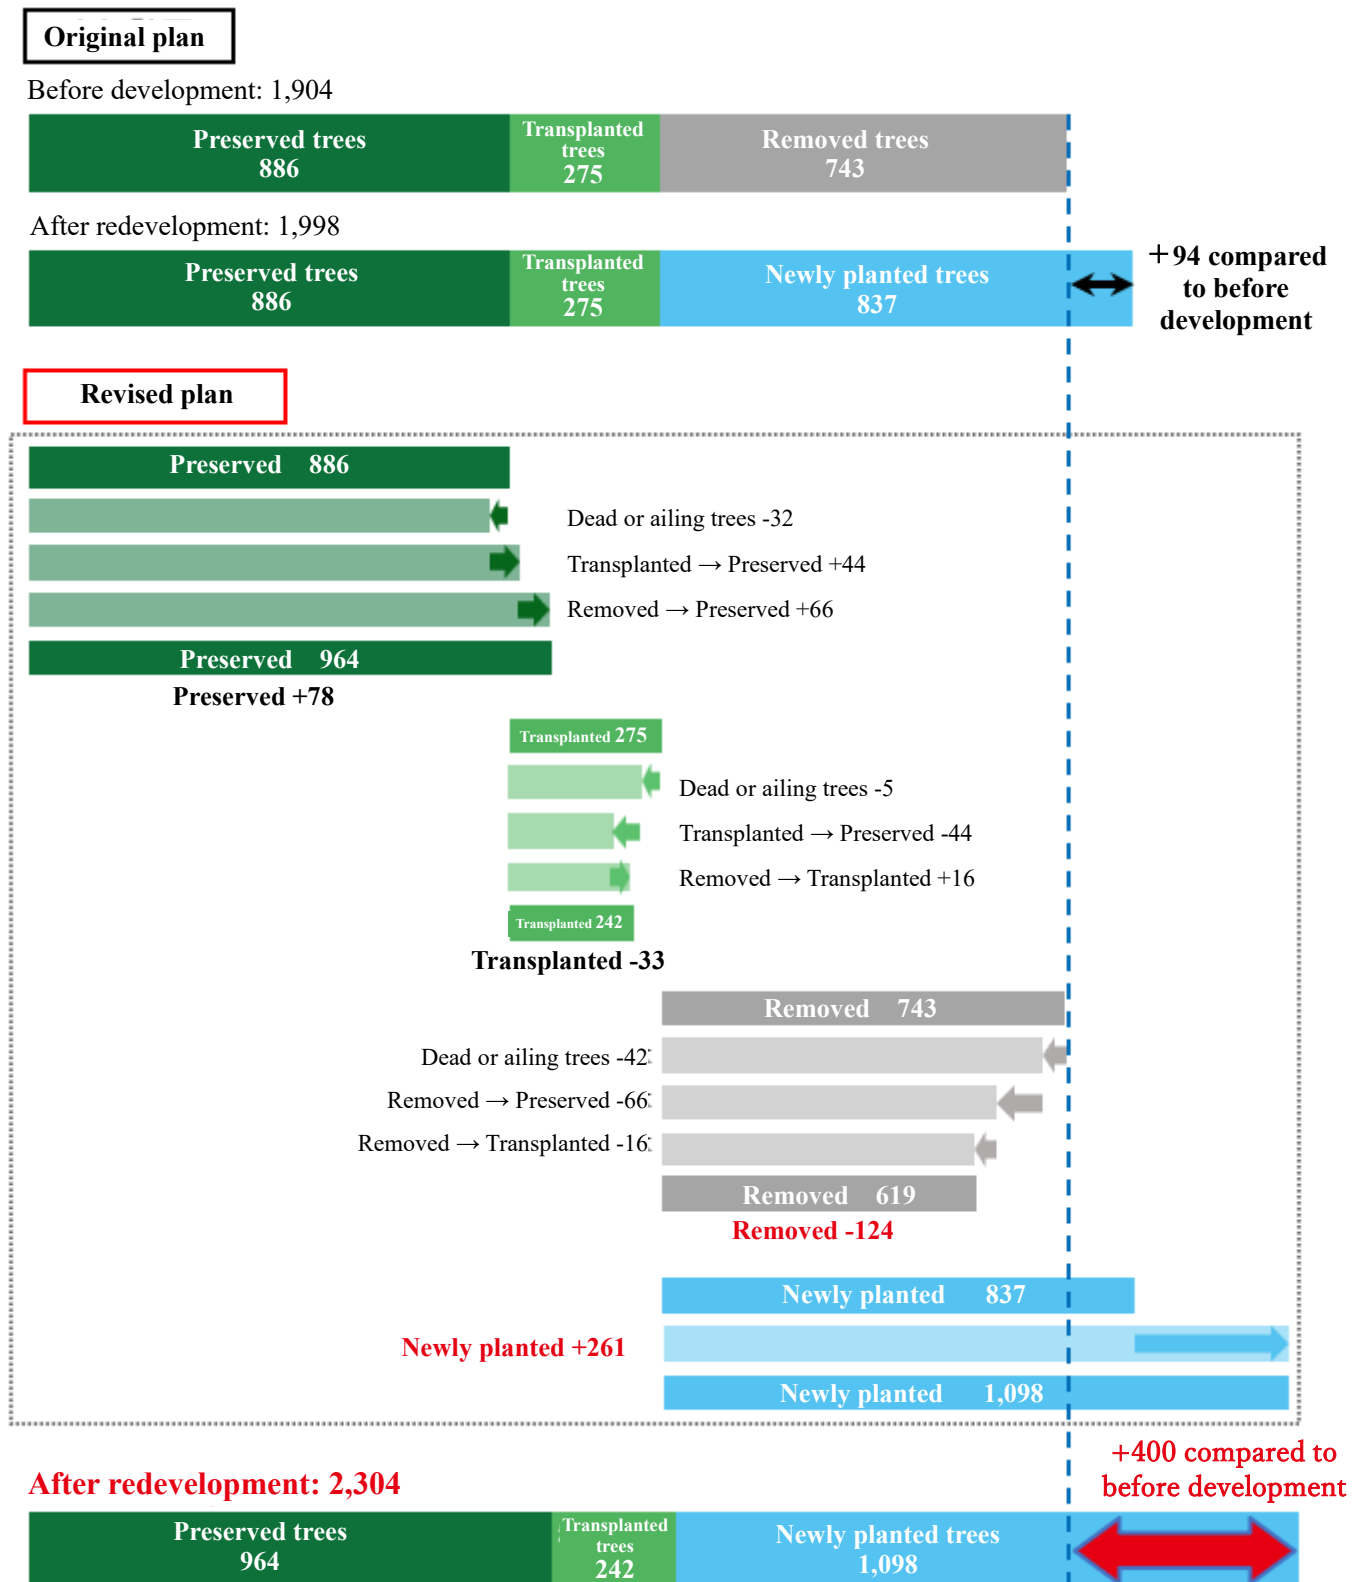 Original plan
Before development: 1,904
Preserved trees
886
Transplanted
trees
275
Removed trees
743
After redevelopment: 1,998
Preserved trees
886
Transplanted
trees
275
Newly planted trees
837
+94 compared
to before
development
Revised plan
Preserved 886
Dead or ailing trees -32
Transplanted → Preserved +44
Removed → Preserved +66
Preserved 964
Preserved +78
Transplanted 275
Dead or ailing trees -5
Transplanted → Preserved -44
Removed → Transplanted +16
Transplanted 242
Transplanted -33
Removed 743
Dead or ailing trees -42
Removed → Preserved -66
Removed → Transplanted -16
Removed 619
Removed -124
Newly planted 837
Newly planted +261
Newly planted 1,098
+400 compared to
before development
After redevelopment: 2,304
Preserved trees
964
Transplanted
trees
242
Newly planted trees
1,098